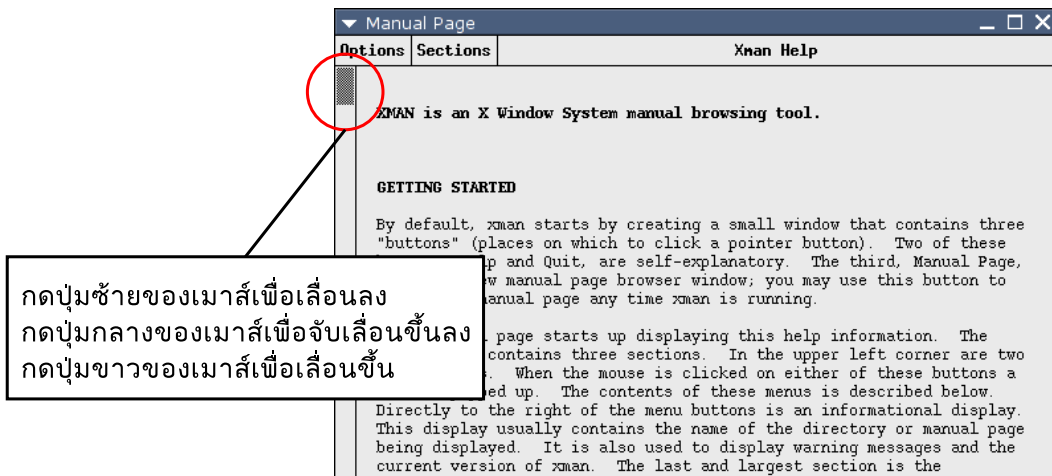 Manual Page
Options Sections Xman Help
XMAN is an X Window System manual browsing tool.
GETTING STARTED
By default, xman starts by creating a small window that contains three
"buttons" (places on which to click a pointer button).  Two of these
p and Quit, are self-explanatory.  The third, Manual Page,
w manual page browser window; you may use this button to
anual page any time xman is running.
page starts up displaying this help information.  The
contains three sections.  In the upper left corner are two
s.  When the mouse is clicked on either of these buttons a
ped up.  The contents of these menus is described below.
Directly to the right of the menu buttons is an informational display.
This display usually contains the name of the directory or manual page
being displayed.  It is also used to display warning messages and the
current version of xman.  The last and largest section is the
กดปุ่มซ้ายของเมาส์เพื่อเลื่อนลง
กดปุ่มกลางของเมาส์เพื่อจับเลื่อนขึ้นลง
กดปุ่มขาวของเมาส์เพื่อเลื่อนขึ้น